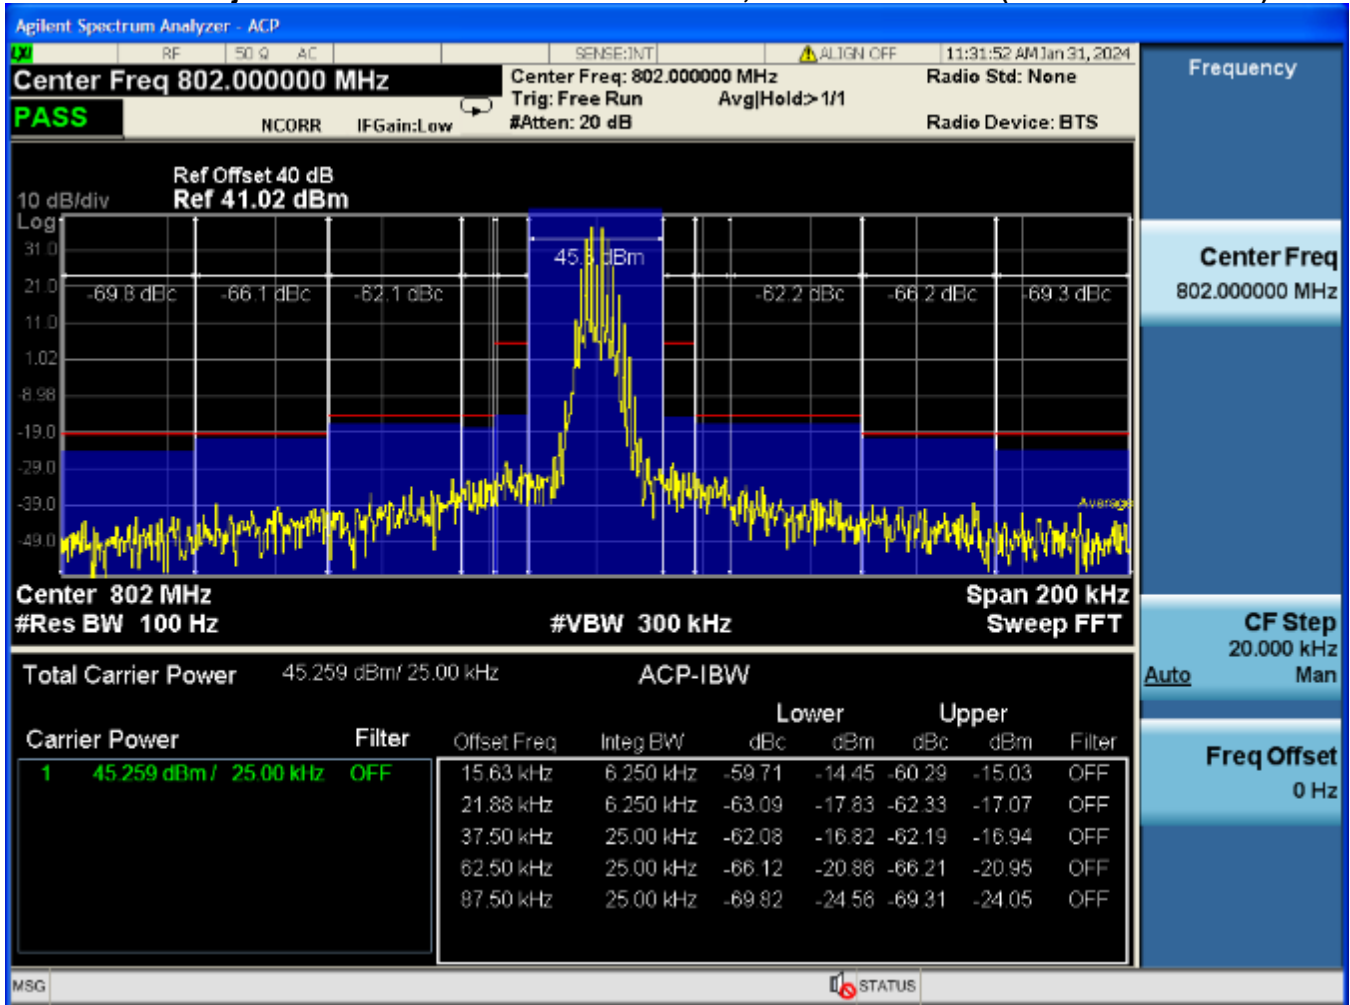 Agilent Spectrum Analyzer - ACP
LXI RF 50 Ω AC SENSE:INT ALIGN OFF 11:31:52 AM Jan 31, 2024
Center Freq 802.000000 MHz
Center Freq: 802.000000 MHz Radio Std: None
Trig: Free Run Avg|Hold:>1/1
PASS NCORR IFGain:Low #Atten: 20 dB Radio Device: BTS
Ref Offset 40 dB
10 dB/div Ref 41.02 dBm
Log
31.0
45.3 dBm
21.0
-69.8 dBc -66.1 dBc -62.1 dBc -62.2 dBc -66.2 dBc -69.3 dBc
11.0
1.02
-8.98
-19.0
-29.0
-39.0
Average
-49.0
Center 802 MHz Span 200 kHz
#Res BW 100 Hz #VBW 300 kHz Sweep FFT
Total Carrier Power 45.259 dBm/ 25.00 kHz ACP-IBW
Lower Upper
Carrier Power Filter Offset Freq Integ BW dBc dBm dBc dBm Filter
1 45.259 dBm / 25.00 kHz OFF 15.63 kHz 6.250 kHz -59.71 -14.45 -60.29 -15.03 OFF
21.88 kHz 6.250 kHz -63.09 -17.83 -62.33 -17.07 OFF
37.50 kHz 25.00 kHz -62.08 -16.82 -62.19 -16.94 OFF
62.50 kHz 25.00 kHz -66.12 -20.86 -66.21 -20.95 OFF
87.50 kHz 25.00 kHz -69.82 -24.56 -69.31 -24.05 OFF
MSG STATUS
Frequency
Center Freq
802.000000 MHz
CF Step
20.000 kHz
Auto Man
Freq Offset
0 Hz